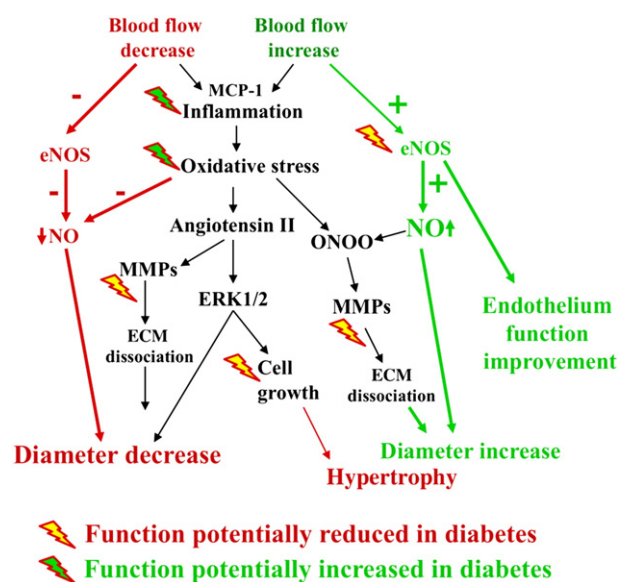 Blood flow
decrease
Blood flow
increase
MCP-1
Inflammation
-
+
eNOS
Oxidative stress
eNOS
-
-
+
↓NO
Angiotensin II
ONOO
NO↑
MMPs
ERK1/2
MMPs
Endothelium
function
improvement
ECM
dissociation
Cell
growth
ECM
dissociation
Diameter decrease
Diameter increase
Hypertrophy
Function potentially reduced in diabetes
Function potentially increased in diabetes